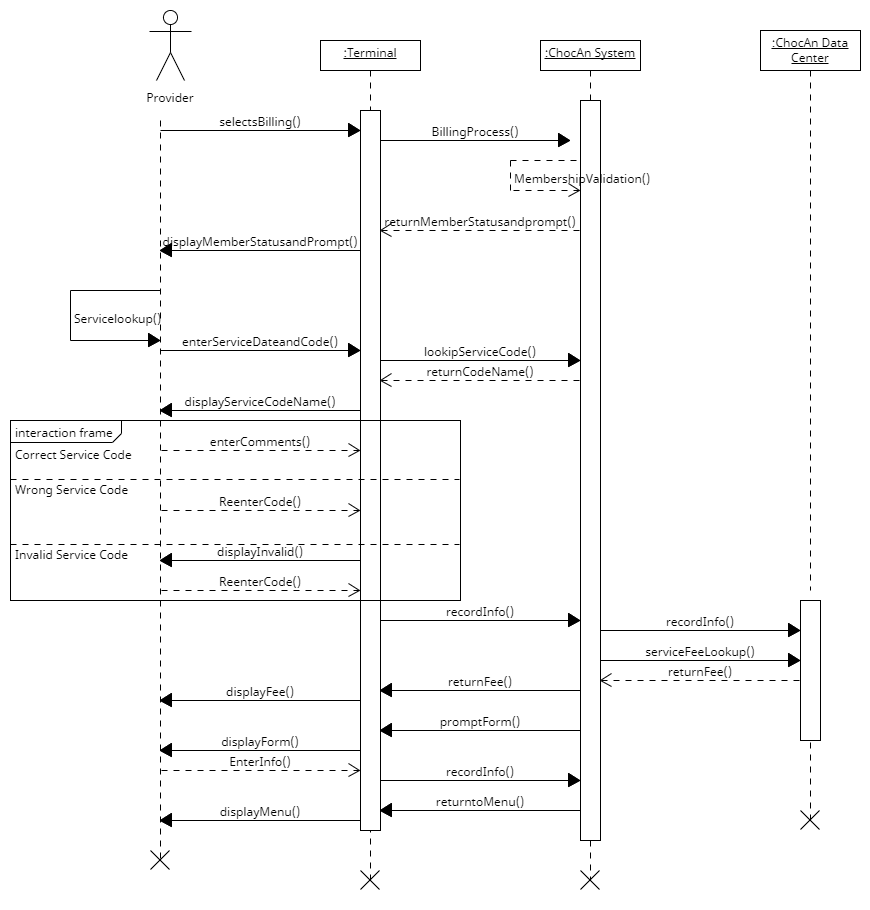 Provider
:Terminal
:ChocAn System
:ChocAn Data
Center
selectsBilling()
BillingProcess()
MembershipValidation()
returnMemberStatusandprompt()
displayMemberStatusandPrompt()
Servicelookup()
enterServiceDateandCode()
lookipServiceCode()
returnCodeName()
displayServiceCodeName()
interaction frame
enterComments()
Correct Service Code
Wrong Service Code
ReenterCode()
Invalid Service Code
displayInvalid()
ReenterCode()
recordInfo()
recordInfo()
serviceFeeLookup()
returnFee()
returnFee()
displayFee()
promptForm()
displayForm()
EnterInfo()
recordInfo()
returntoMenu()
displayMenu()